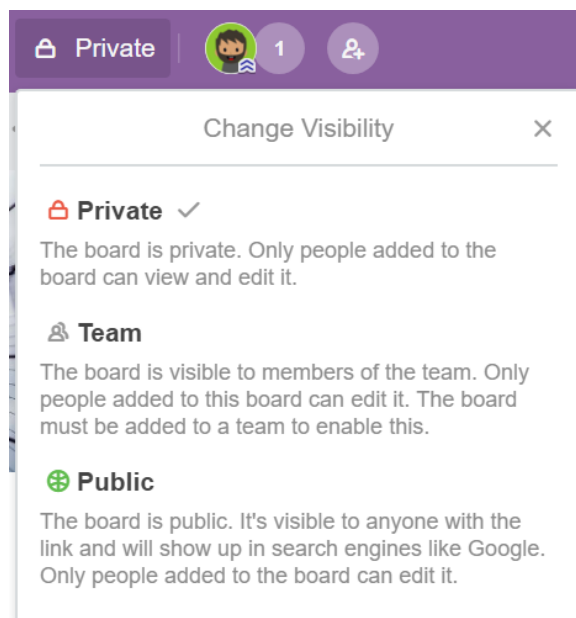 Private 1
Change Visibility
Private
The board is private. Only people added to the
board can view and edit it.
Team
The board is visible to members of the team. Only
people added to this board can edit it. The board
must be added to a team to enable this.
Public
The board is public. It's visible to anyone with the
link and will show up in search engines like Google.
Only people added to the board can edit it.